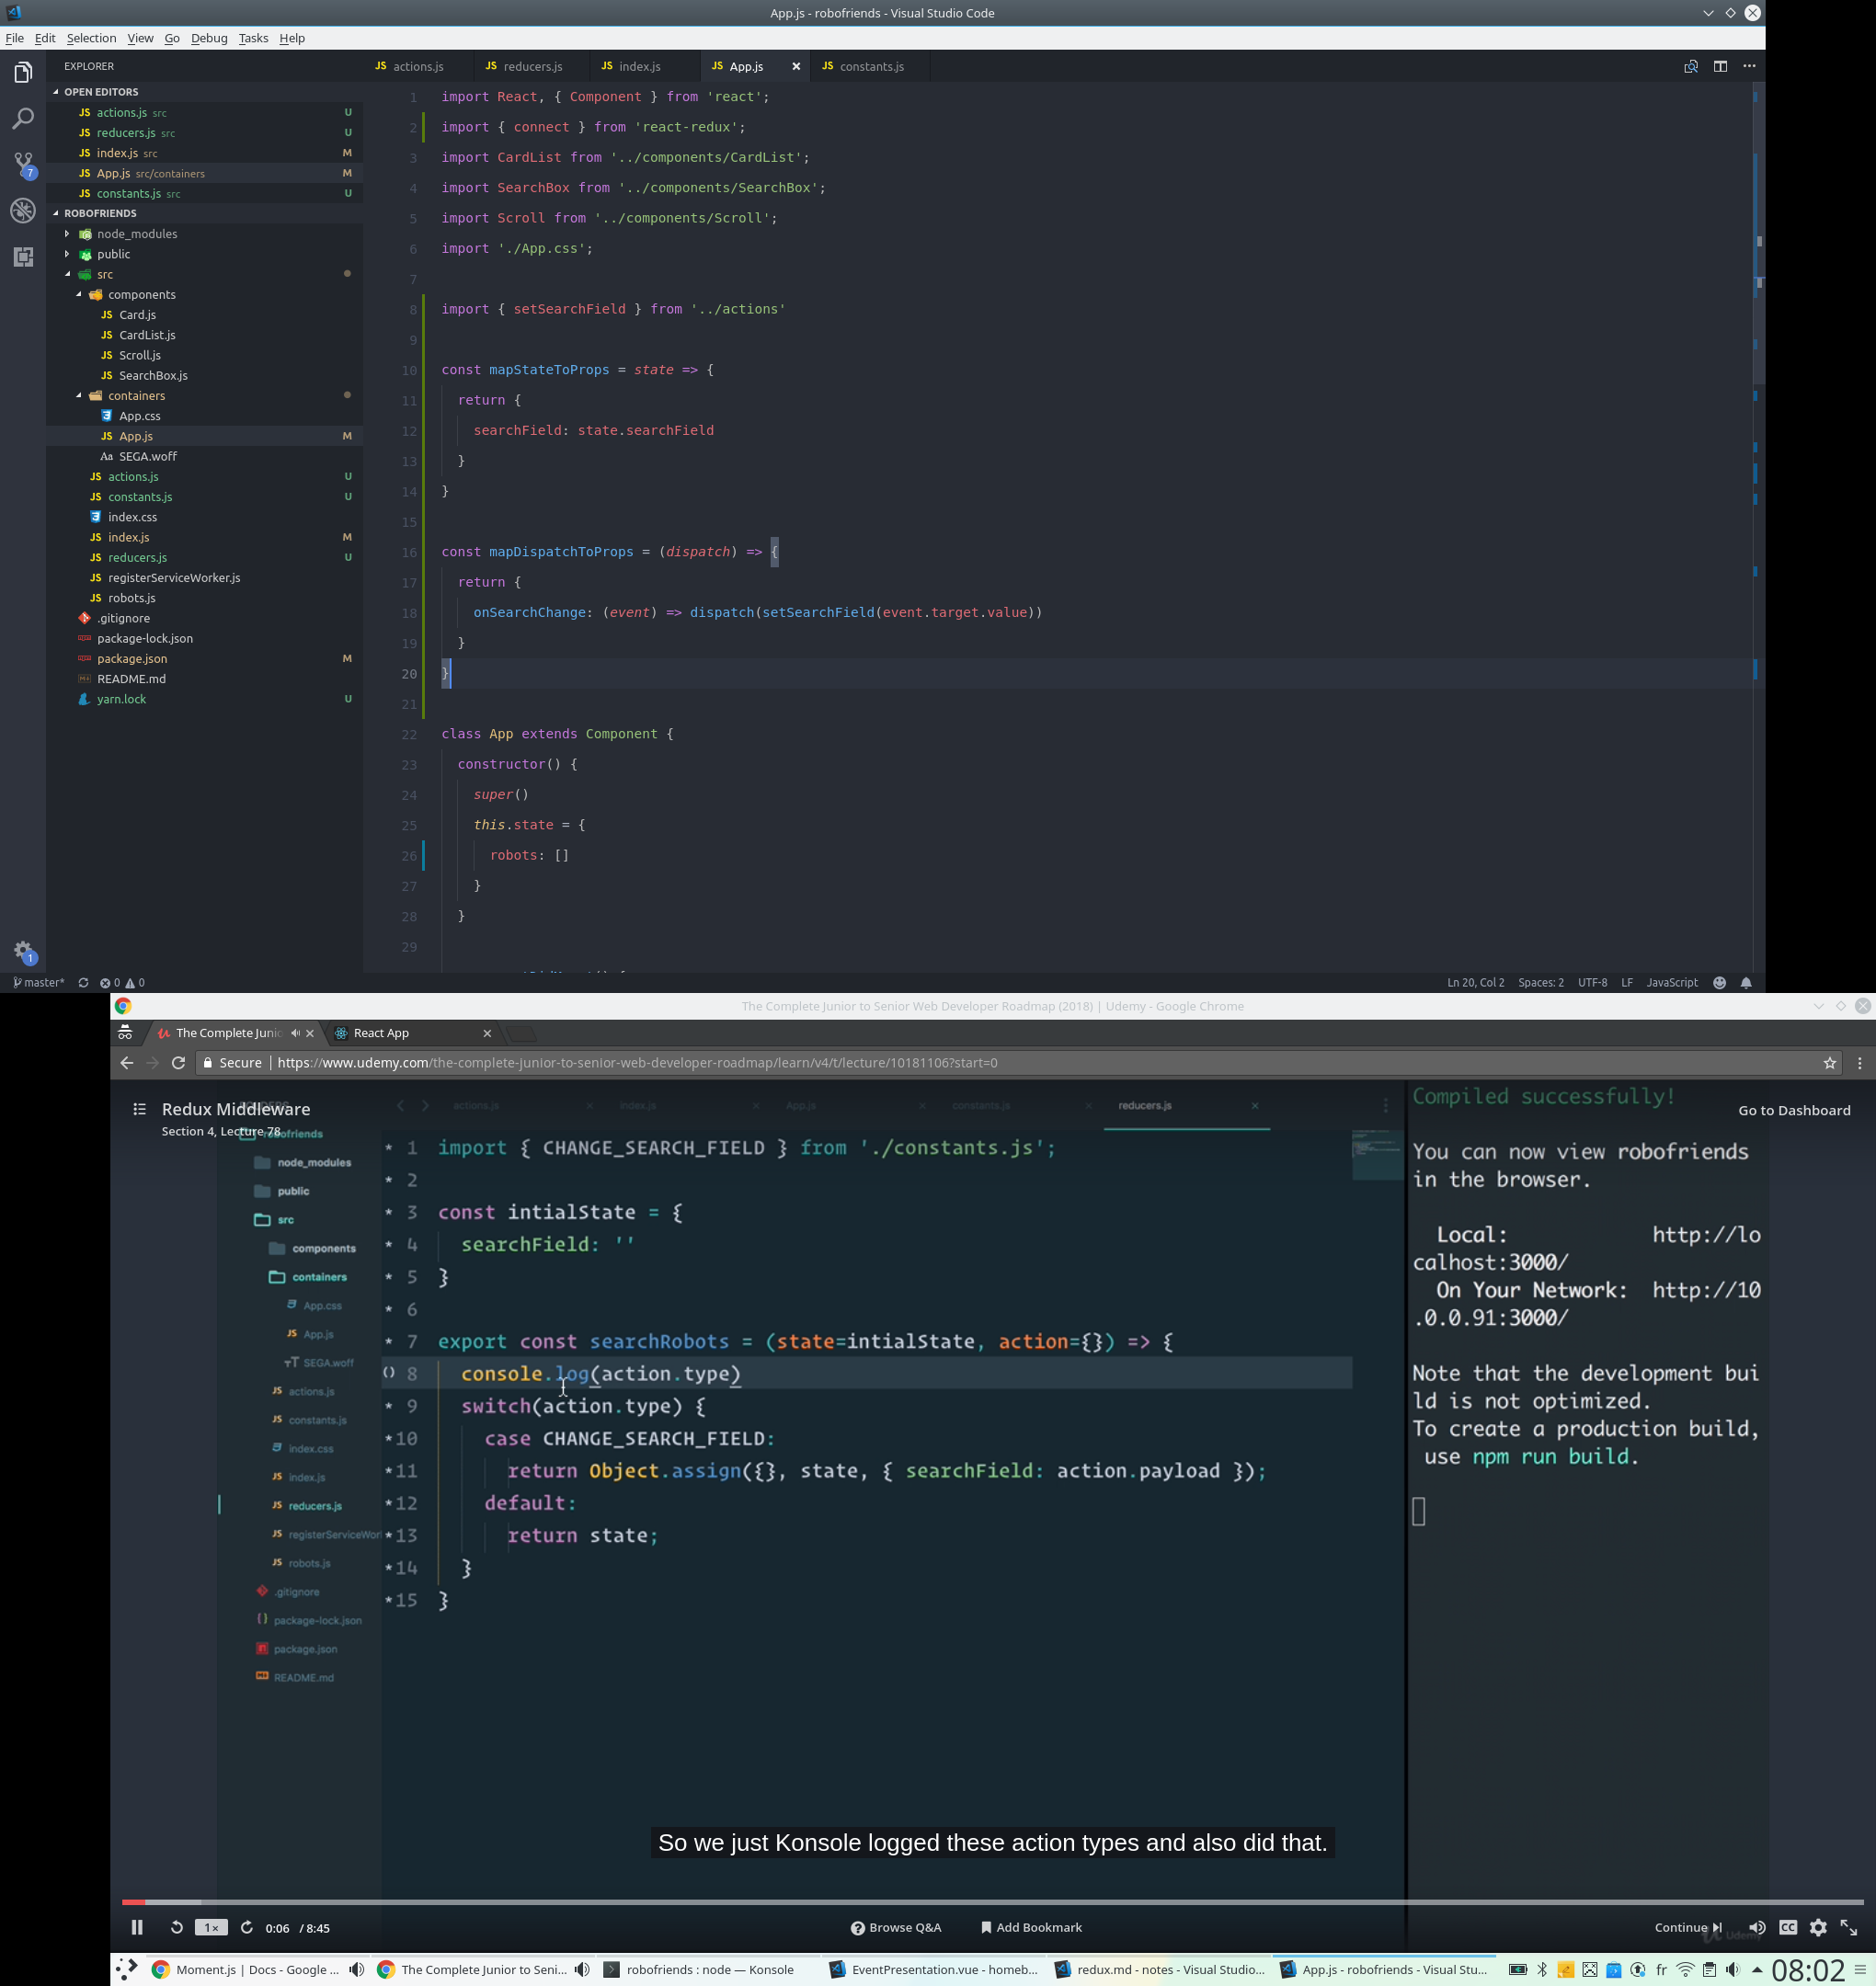 App.js - robofriends - Visual Studio Code
File Edit Selection View Go Debug Tasks Help
EXPLORER
OPEN EDITORS
JS actions.js src U
JS reducers.js src U
JS index.js src M
JS App.js src/containers M
JS constants.js src U
ROBOFRIENDS
node_modules
public
src
components
JS Card.js
JS CardList.js
JS Scroll.js
JS SearchBox.js
containers
App.css
JS App.js M
Aa SEGA.woff
JS actions.js U
JS constants.js U
index.css
JS index.js M
JS reducers.js U
JS registerServiceWorker.js
JS robots.js
.gitignore
package-lock.json
package.json M
README.md
yarn.lock U
7
1
JS actions.js JS reducers.js JS index.js JS App.js JS constants.js
1 import React, { Component } from 'react';
2 import { connect } from 'react-redux';
3 import CardList from '../components/CardList';
4 import SearchBox from '../components/SearchBox';
5 import Scroll from '../components/Scroll';
6 import './App.css';
7
8 import { setSearchField } from '../actions'
9
10 const mapStateToProps = state => {
11 return {
12 searchField: state.searchField
13 }
14 }
15
16 const mapDispatchToProps = (dispatch) => {
17 return {
18 onSearchChange: (event) => dispatch(setSearchField(event.target.value))
19 }
20 }
21
22 class App extends Component {
23 constructor() {
24 super()
25 this.state = {
26 robots: []
27 }
28 }
29
master* 0 0 Ln 20, Col 2 Spaces: 2 UTF-8 LF JavaScript
The Complete Junior to Senior Web Developer Roadmap (2018) | Udemy - Google Chrome
The Complete Junio React App
Secure | https://www.udemy.com/the-complete-junior-to-senior-web-developer-roadmap/learn/v4/t/lecture/10181106?start=0
Redux Middleware
Section 4, Lecture 78
Go to Dashboard
robofriends
node_modules
public
src
components
containers
App.css
JS App.js
SEGA.woff
JS actions.js
JS constants.js
index.css
JS index.js
JS reducers.js
JS registerServiceWor
JS robots.js
.gitignore
package-lock.json
package.json
README.md
actions.js index.js App.js constants.js reducers.js
* 1 import { CHANGE_SEARCH_FIELD } from './constants.js';
* 2
* 3 const intialState = {
* 4 searchField: ''
* 5 }
* 6
* 7 export const searchRobots = (state=intialState, action={}) => {
() 8 console.log(action.type)
* 9 switch(action.type) {
*10 case CHANGE_SEARCH_FIELD:
*11 return Object.assign({}, state, { searchField: action.payload });
*12 default:
*13 return state;
*14 }
*15 }
Compiled successfully!
You can now view robofriends
in the browser.
Local: http://lo
calhost:3000/
On Your Network: http://10
.0.0.91:3000/
Note that the development bui
ld is not optimized.
To create a production build,
use npm run build.
So we just Konsole logged these action types and also did that.
1× 0:06 / 8:45 Browse Q&A Add Bookmark Continue CC
Udemy
Moment.js | Docs - Google ... The Complete Junior to Seni... robofriends : node — Konsole EventPresentation.vue - homeb... redux.md - notes - Visual Studio... App.js - robofriends - Visual Stu... fr 08:02